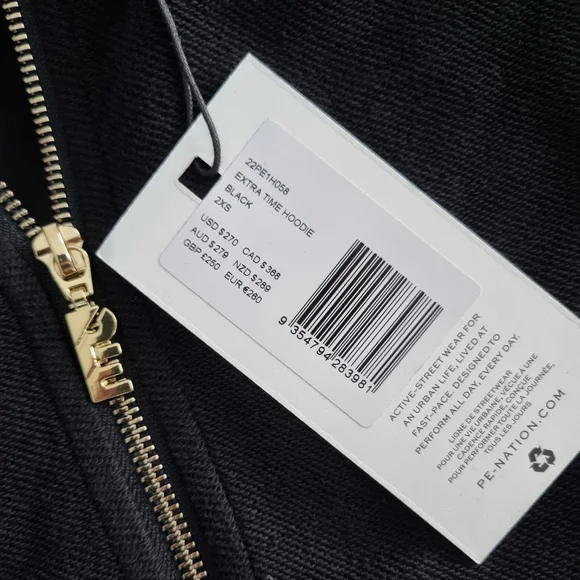 22PE1H058
EXTRA TIME HOODIE
BLACK
2XS
USD $270 CAD $388
AUD $279 NZD $289
GBP £250 EUR €280
9 354794 283981
ACTIVE-STREET WEAR FOR
AN URBAN LIFE, LIVED AT
FAST-PACE. DESIGNED TO
PERFORM ALL DAY, EVERY DAY.
LIGNE DE STREETWEAR
POUR UNE VIE URBAINE, VÉCUE À UNE
CADENCE RAPIDE, CONÇUE
POUR PERFORMER TOUTE LA JOURNÉE,
TOUS LES JOURS
PE-NATION.COM